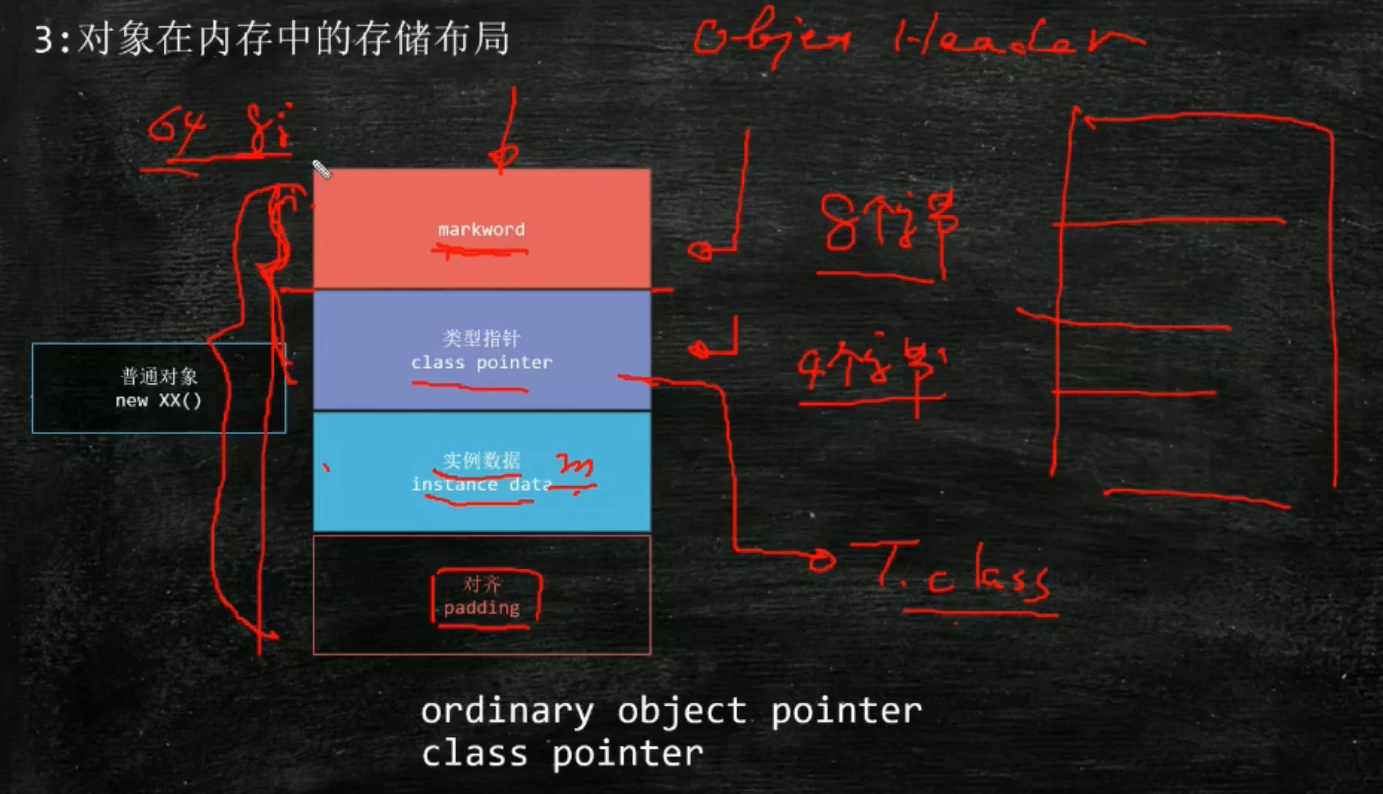 3:对象在内存中的存储布局
Object Header
64
markword
8个字节
类型指针
class pointer
4个字节
普通对象
new XX()
实例数据
m
instance data
T.class
对齐
padding
ordinary object pointer
class pointer